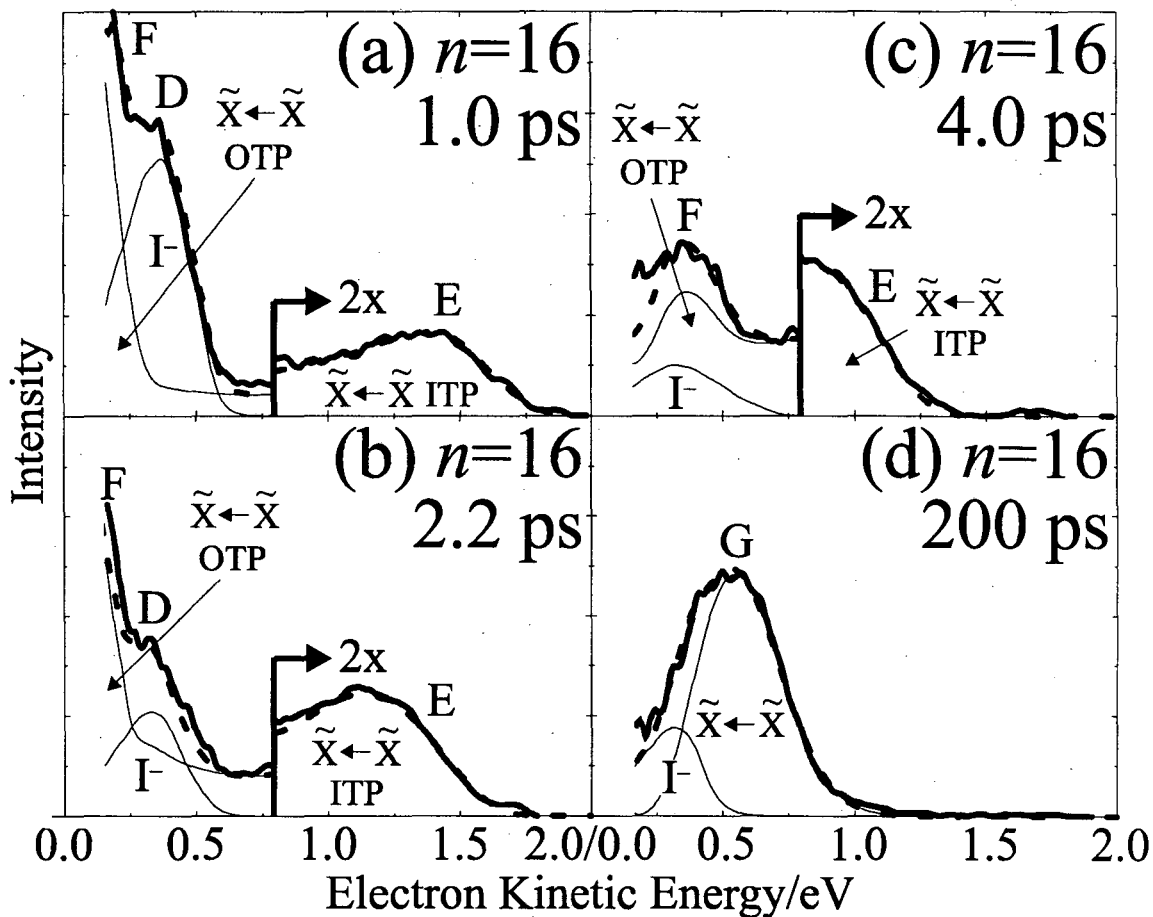 (a) n=16
1.0 ps
F
D
X̃←X̃
OTP
I⁻
2x
E
X̃←X̃ ITP
(c) n=16
4.0 ps
X̃←X̃
OTP
F
2x
E
X̃←X̃
ITP
I⁻
(b) n=16
2.2 ps
F
X̃←X̃
OTP
D
2x
E
X̃←X̃
ITP
I⁻
(d) n=16
200 ps
G
X̃←X̃
I⁻
Intensity
0.0 0.5 1.0 1.5 2.0/0.0 0.5 1.0 1.5 2.0
Electron Kinetic Energy/eV